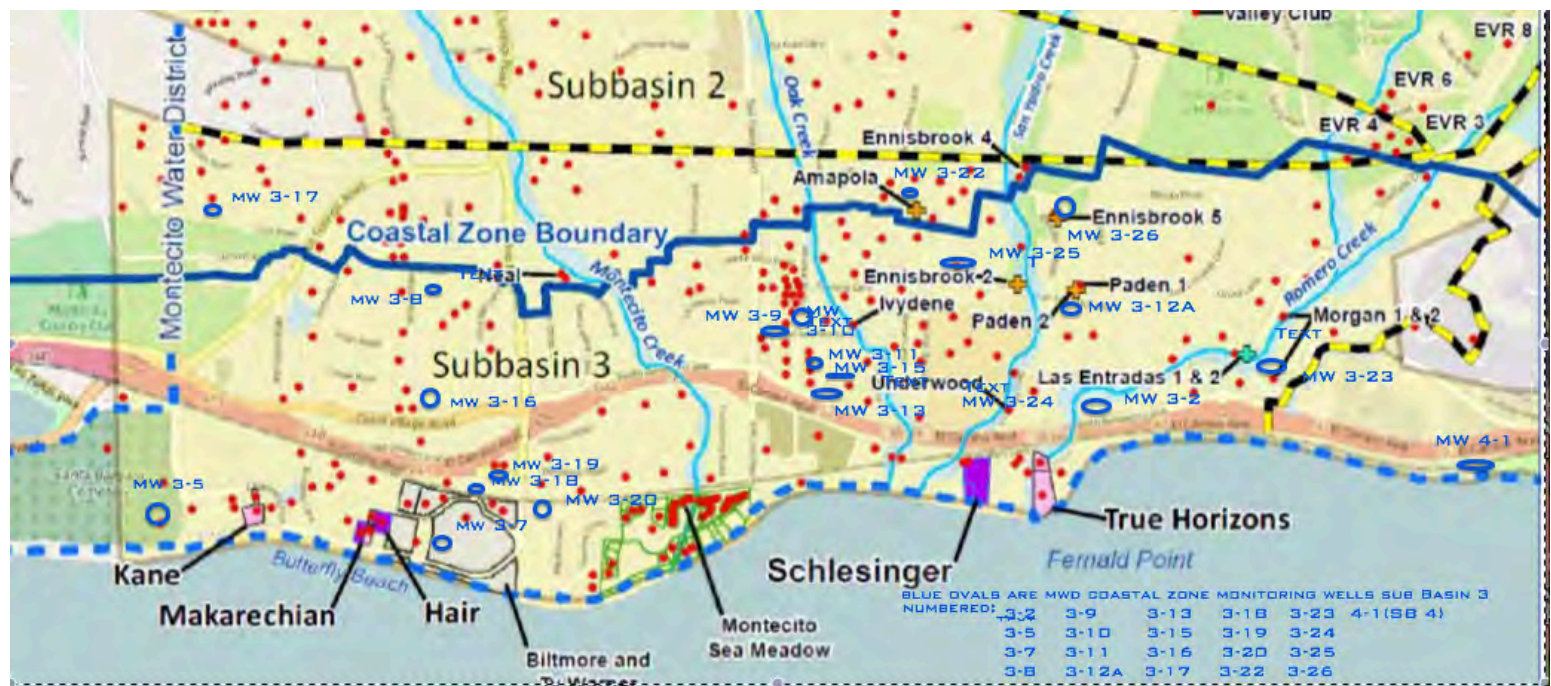 Valley Club
EVR 8
Subbasin 2
EVR 6
EVR 4
EVR 3
Montecito Water District
Oak Creek
San Ysidro Creek
Ennisbrook 4
Amapola
MW 3-22
MW 3-17
Ennisbrook 5
MW 3-26
Coastal Zone Boundary
MW 3-25
Neal
Montecito Creek
Ennisbrook 2
Paden 1
Romero Creek
MW 3-8
Ivydene
MW 3-12A
MW 3-9
MW
3-10
Text
Paden 2
Morgan 1 & 2
Text
Subbasin 3
MW 3-11
MW 3-15
Underwood
Text
Las Entradas 1 & 2
MW 3-23
MW 3-16
MW 3-13
MW 3-24
MW 3-2
MW 4-1
MW 3-19
MW 3-18
MW 3-5
MW 3-20
MW 3-7
True Horizons
Schlesinger
Fernald Point
Butterfly Beach
Kane
Makarechian
Hair
Montecito
Sea Meadow
Biltmore and
Ty Warner
Blue ovals are MWD coastal zone monitoring wells Sub Basin 3
numbered:
3-2 3-9 3-13 3-18 3-23 4-1(SB 4)
3-5 3-10 3-15 3-19 3-24
3-7 3-11 3-16 3-20 3-25
3-8 3-12A 3-17 3-22 3-26